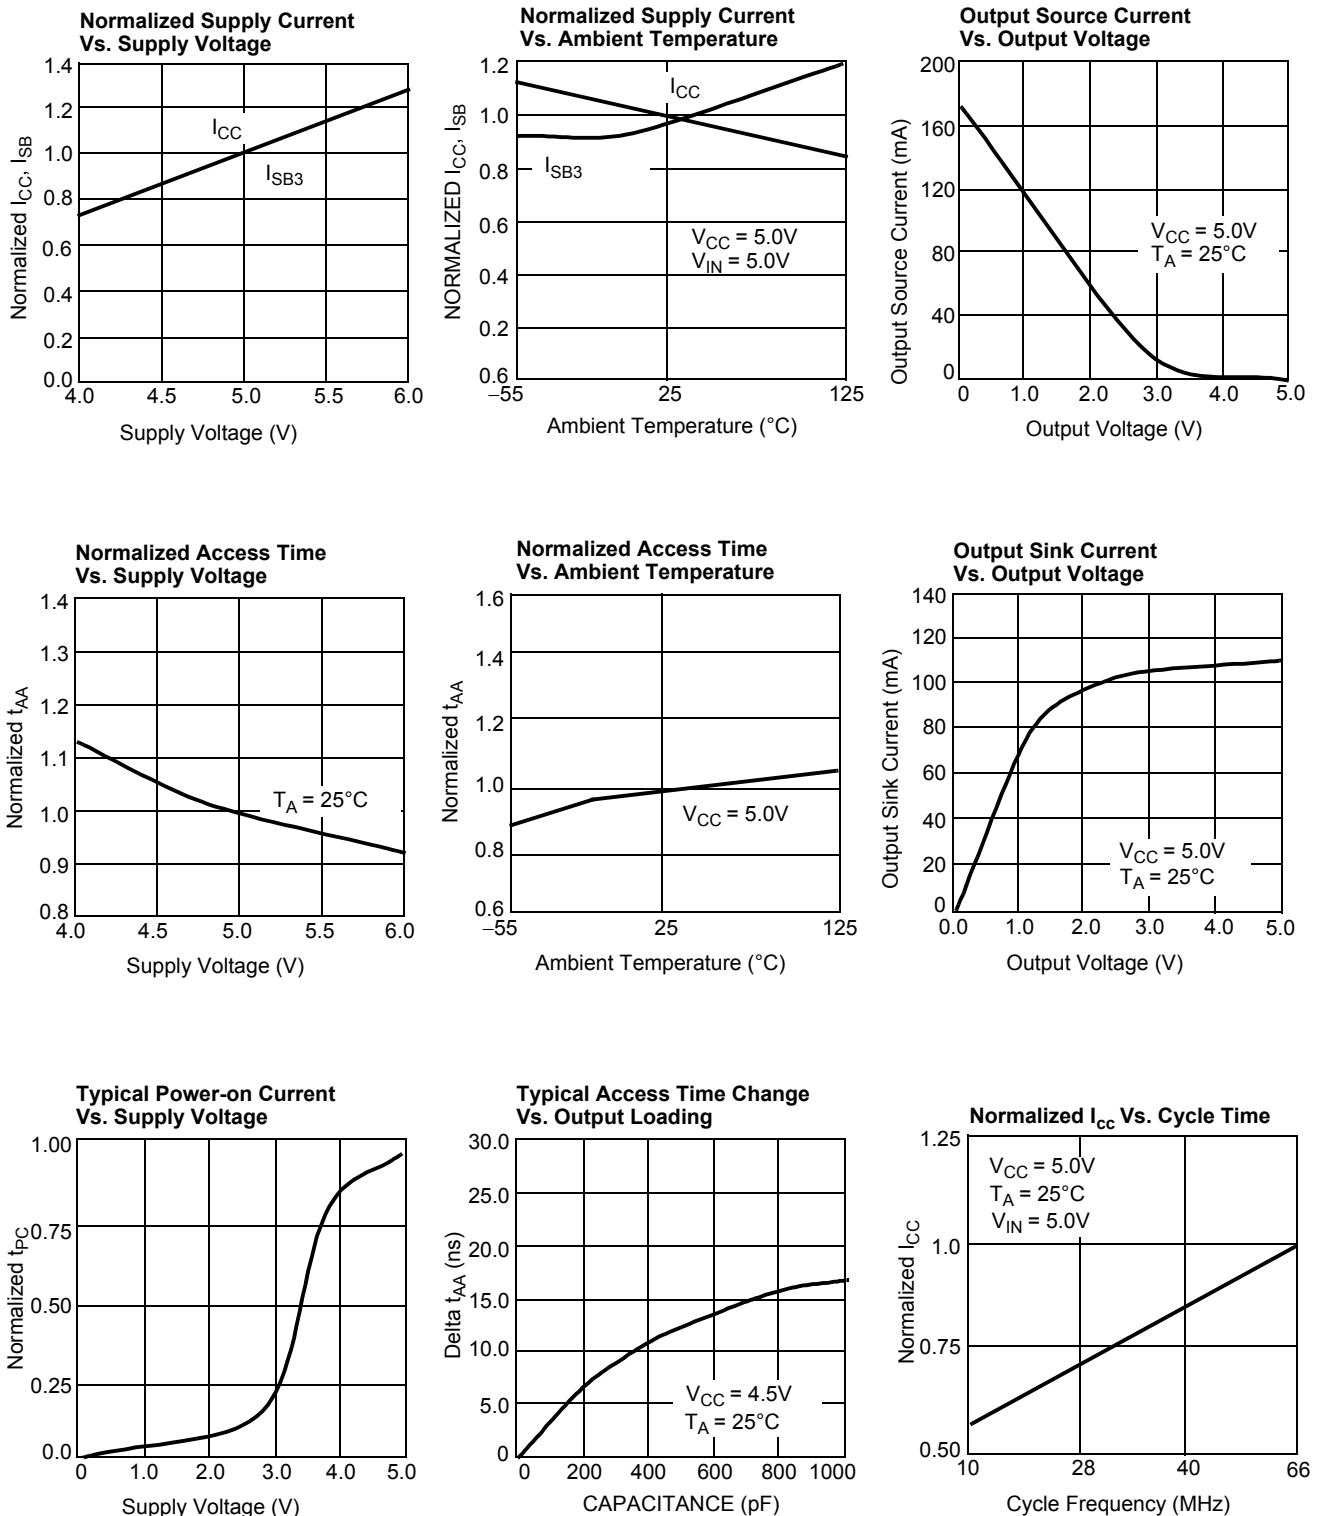 Normalized Supply Current
Vs. Supply Voltage
1.4
1.2
1.0
0.8
0.6
0.4
0.2
0.0
Normalized ICC, ISB
ICC
ISB3
4.0 4.5 5.0 5.5 6.0
Supply Voltage (V)
Normalized Supply Current
Vs. Ambient Temperature
1.2
1.0
0.8
0.6
0.4
0.2
0.6
NORMALIZED ICC, ISB
ICC
ISB3
VCC = 5.0V
VIN = 5.0V
–55 25 125
Ambient Temperature (°C)
Output Source Current
Vs. Output Voltage
200
160
120
80
40
0
Output Source Current (mA)
VCC = 5.0V
TA = 25°C
0 1.0 2.0 3.0 4.0 5.0
Output Voltage (V)
Normalized Access Time
Vs. Supply Voltage
1.4
1.3
1.2
1.1
1.0
0.9
0.8
Normalized tAA
TA = 25°C
4.0 4.5 5.0 5.5 6.0
Supply Voltage (V)
Normalized Access Time
Vs. Ambient Temperature
1.6
1.4
1.2
1.0
0.8
0.6
Normalized tAA
VCC = 5.0V
–55 25 125
Ambient Temperature (°C)
Output Sink Current
Vs. Output Voltage
140
120
100
80
60
40
20
0
Output Sink Current (mA)
VCC = 5.0V
TA = 25°C
0.0 1.0 2.0 3.0 4.0 5.0
Output Voltage (V)
Typical Power-on Current
Vs. Supply Voltage
1.00
0.75
0.50
0.25
0.0
Normalized tPC
0 1.0 2.0 3.0 4.0 5.0
Supply Voltage (V)
Typical Access Time Change
Vs. Output Loading
30.0
25.0
20.0
15.0
10.0
5.0
0
Delta tAA (ns)
VCC = 4.5V
TA = 25°C
0 200 400 600 800 1000
CAPACITANCE (pF)
Normalized Icc Vs. Cycle Time
1.25
1.0
0.75
0.50
Normalized ICC
VCC = 5.0V
TA = 25°C
VIN = 5.0V
10 28 40 66
Cycle Frequency (MHz)